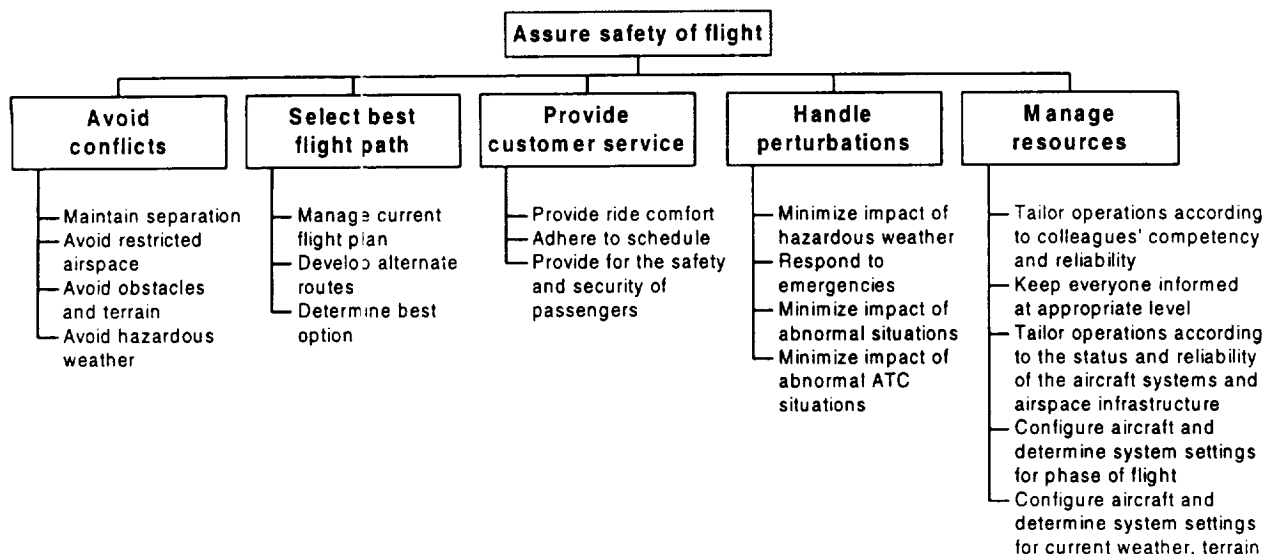 Assure safety of flight
Avoid
conflicts
Maintain separation
Avoid restricted
airspace
Avoid obstacles
and terrain
Avoid hazardous
weather
Select best
flight path
Manage current
flight plan
Develop alternate
routes
Determine best
option
Provide
customer service
Provide ride comfort
Adhere to schedule
Provide for the safety
and security of
passengers
Handle
perturbations
Minimize impact of
hazardous weather
Respond to
emergencies
Minimize impact of
abnormal situations
Minimize impact of
abnormal ATC
situations
Manage
resources
Tailor operations according
to colleagues' competency
and reliability
Keep everyone informed
at appropriate level
Tailor operations according
to the status and reliability
of the aircraft systems and
airspace infrastructure
Configure aircraft and
determine system settings
for phase of flight
Configure aircraft and
determine system settings
for current weather, terrain